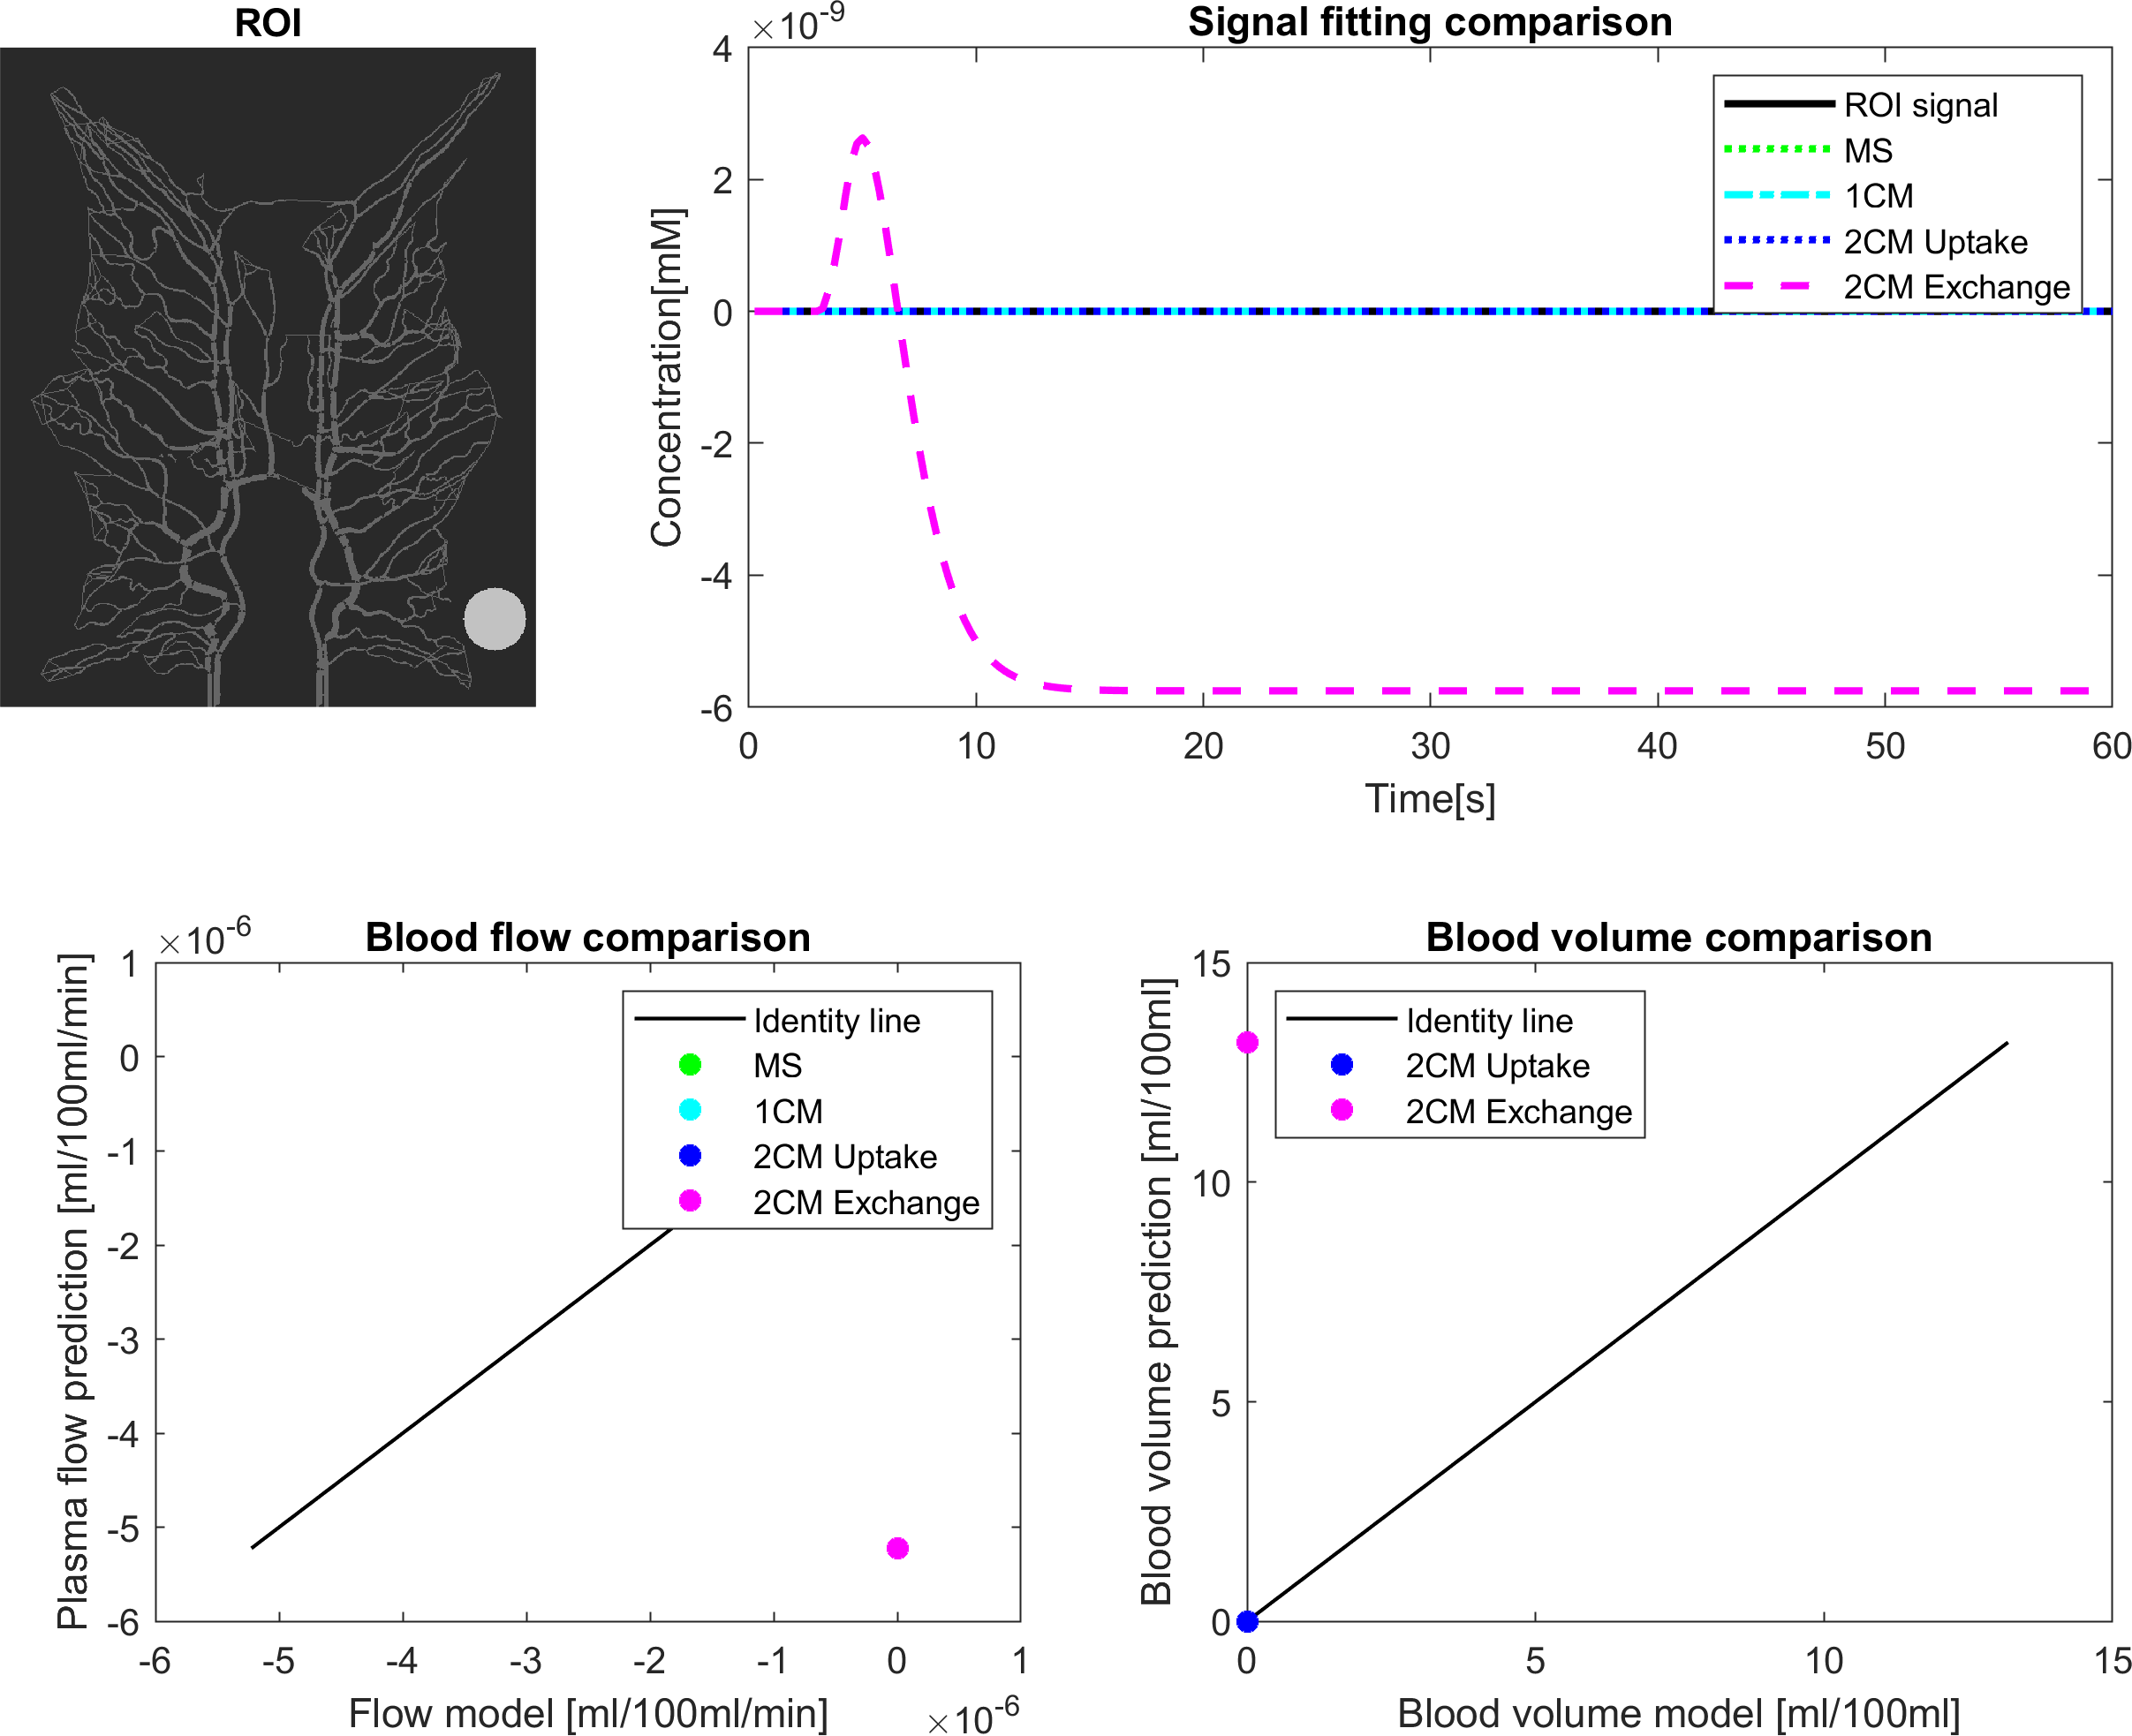 ROI
Signal fitting comparison
×10-9
4
2
0
-2
-4
-6
0 10 20 30 40 50 60
Concentration[mM]
Time[s]
ROI signal
MS
1CM
2CM Uptake
2CM Exchange
Blood flow comparison
×10-6
1
0
-1
-2
-3
-4
-5
-6
-6 -5 -4 -3 -2 -1 0 1
×10-6
Plasma flow prediction [ml/100ml/min]
Flow model [ml/100ml/min]
Identity line
MS
1CM
2CM Uptake
2CM Exchange
Blood volume comparison
15
10
5
0
0 5 10 15
Blood volume prediction [ml/100ml]
Blood volume model [ml/100ml]
Identity line
2CM Uptake
2CM Exchange